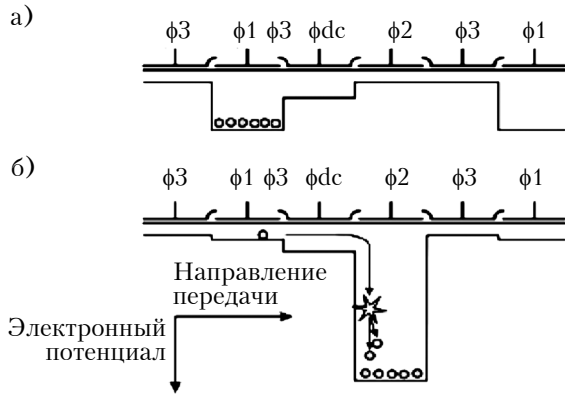 а)
ϕ3 ϕ1 ϕ3 ϕdc ϕ2 ϕ3 ϕ1
б)
ϕ3 ϕ1 ϕ3 ϕdc ϕ2 ϕ3 ϕ1
Направление
передачи
Электронный
потенциал